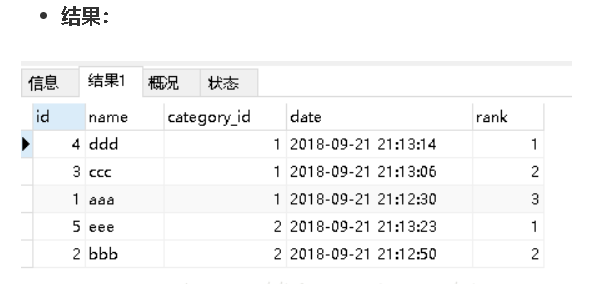 • 结果：
信息 结果1 概况 状态
id name category_id date rank
4 ddd 1 2018-09-21 21:13:14 1
3 ccc 1 2018-09-21 21:13:06 2
1 aaa 1 2018-09-21 21:12:30 3
5 eee 2 2018-09-21 21:13:23 1
2 bbb 2 2018-09-21 21:12:50 2